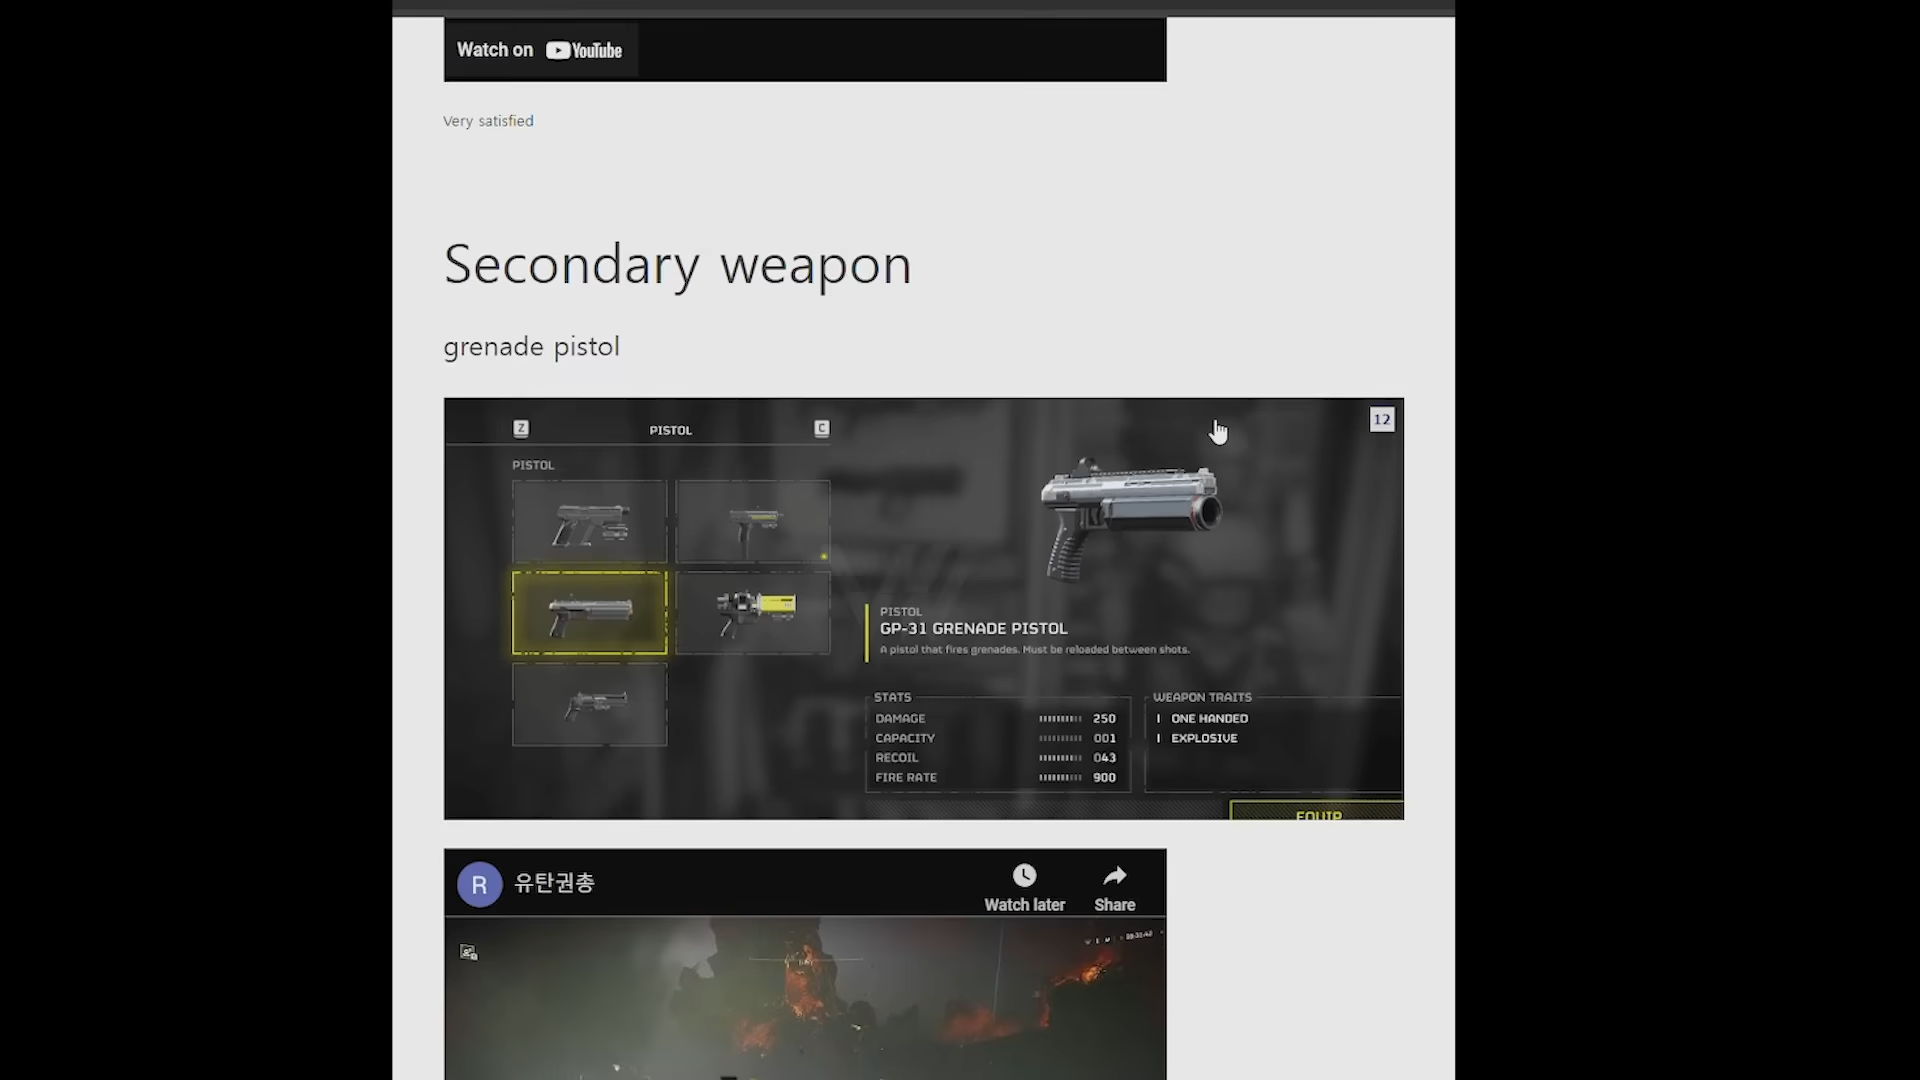 Watch on YouTube
Very satisfied
Secondary weapon
grenade pistol
Z PISTOL C
12
PISTOL
PISTOL
GP-31 GRENADE PISTOL
A pistol that fires grenades. Must be reloaded between shots.
STATS
DAMAGE 250
CAPACITY 001
RECOIL 043
FIRE RATE 900
WEAPON TRAITS
ONE HANDED
EXPLOSIVE
EQUIP
R 유탄권총
Watch later
Share